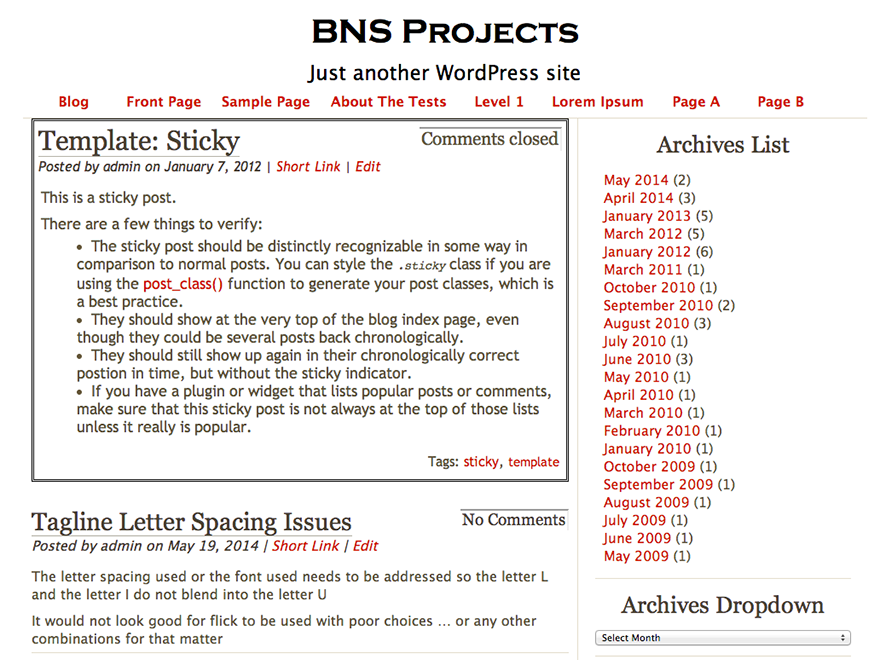 BNS Projects
Just another WordPress site
Blog Front Page Sample Page About The Tests Level 1 Lorem Ipsum Page A Page B
Template: Sticky
Comments closed
Posted by admin on January 7, 2012 | Short Link | Edit
This is a sticky post.
There are a few things to verify:
• The sticky post should be distinctly recognizable in some way in
comparison to normal posts. You can style the .sticky class if you are
using the post_class() function to generate your post classes, which is
a best practice.
• They should show at the very top of the blog index page, even
though they could be several posts back chronologically.
• They should still show up again in their chronologically correct
postion in time, but without the sticky indicator.
• If you have a plugin or widget that lists popular posts or comments,
make sure that this sticky post is not always at the top of those lists
unless it really is popular.
Tags: sticky, template
Tagline Letter Spacing Issues
No Comments
Posted by admin on May 19, 2014 | Short Link | Edit
The letter spacing used or the font used needs to be addressed so the letter L
and the letter I do not blend into the letter U
It would not look good for flick to be used with poor choices ... or any other
combinations for that matter
Archives List
May 2014 (2)
April 2014 (3)
January 2013 (5)
March 2012 (5)
January 2012 (6)
March 2011 (1)
October 2010 (1)
September 2010 (2)
August 2010 (3)
July 2010 (1)
June 2010 (3)
May 2010 (1)
April 2010 (1)
March 2010 (1)
February 2010 (1)
January 2010 (1)
October 2009 (1)
September 2009 (1)
August 2009 (1)
July 2009 (1)
June 2009 (1)
May 2009 (1)
Archives Dropdown
Select Month